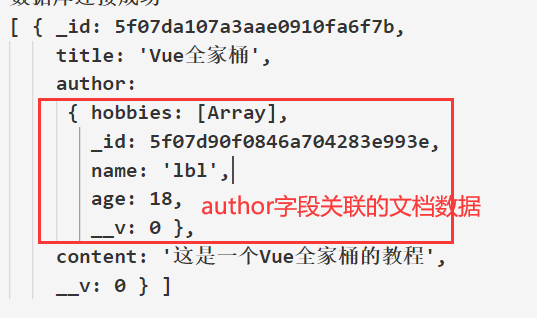 数据库连接成功
[ { _id: 5f07da107a3aae0910fa6f7b,
title: 'Vue全家桶',
author:
{ hobbies: [Array],
_id: 5f07d90f0846a704283e993e,
name: 'lbl',
age: 18,
author字段关联的文档数据
__v: 0 },
content: '这是一个Vue全家桶的教程',
__v: 0 } ]